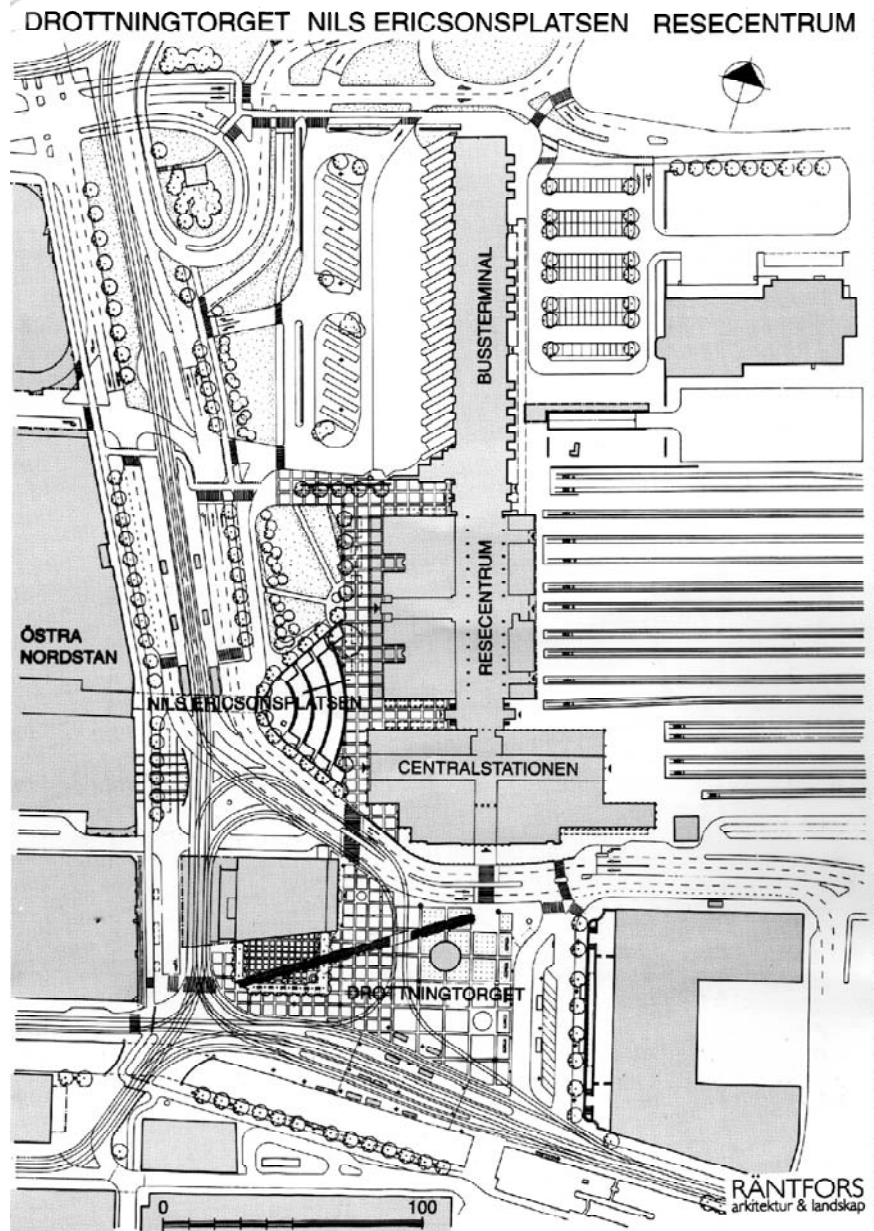 DROTTNINGTORGET NILS ERICSONSPLATSEN RESECENTRUM
BUSSTERMINAL
RESECENTRUM
ÖSTRA
NORDSTAN
NILS ERICSONSPLATSEN
CENTRALSTATIONEN
DROTTNINGTORGET
RÄNTFORS
arkitektur & landskap
0 100